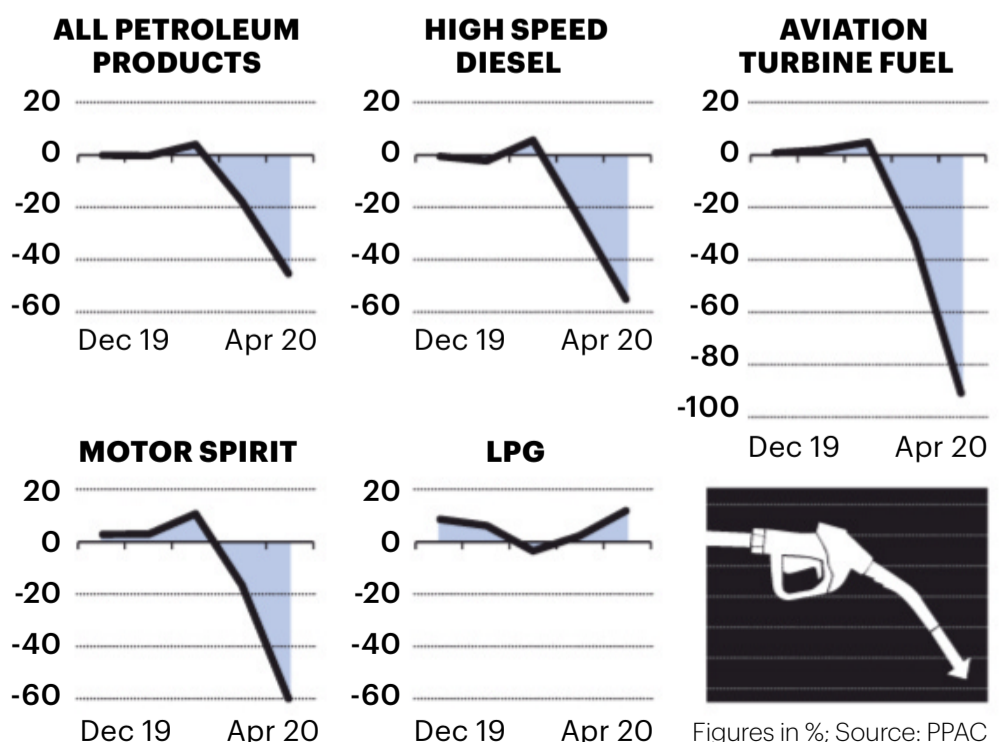 ALL PETROLEUM
PRODUCTS
20
0
-20
-40
-60
Dec 19 Apr 20
HIGH SPEED
DIESEL
20
0
-20
-40
-60
Dec 19 Apr 20
AVIATION
TURBINE FUEL
20
0
-20
-40
-60
-80
-100
Dec 19 Apr 20
MOTOR SPIRIT
20
0
-20
-40
-60
Dec 19 Apr 20
LPG
20
0
-20
-40
-60
Dec 19 Apr 20
Figures in %; Source: PPAC